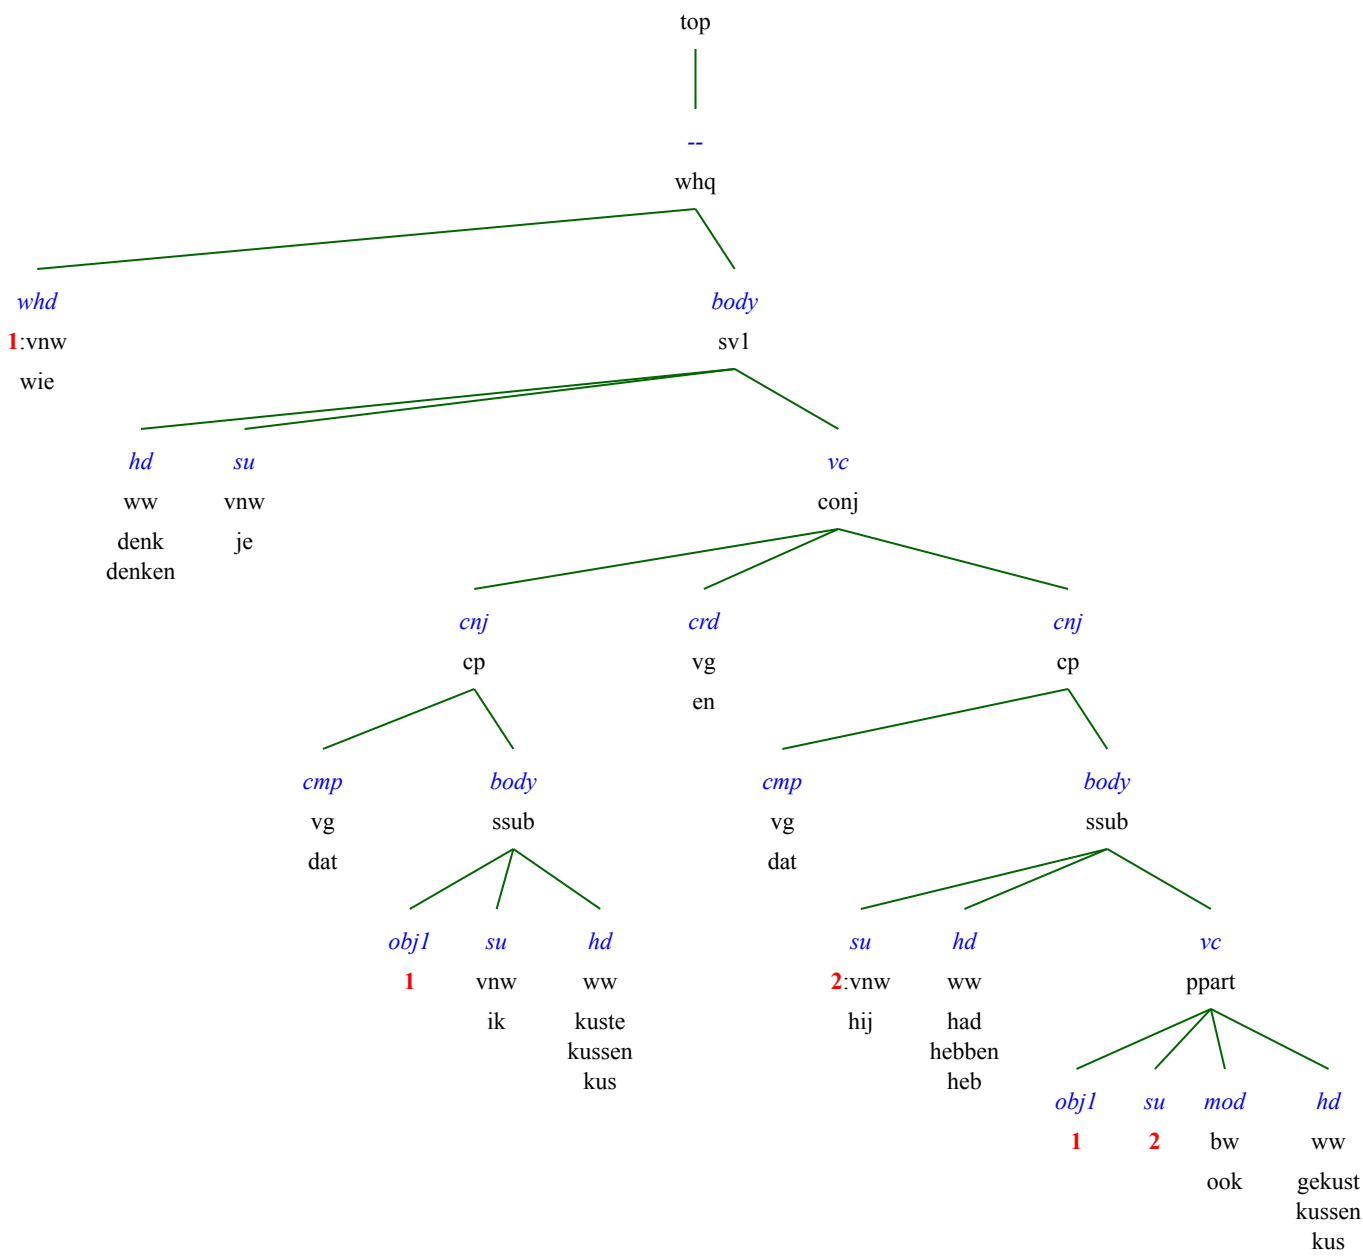 top
--
whq
whd body
1:vnw sv1
wie
hd su vc
ww vnw conj
denk je
denken
cnj crd cnj
cp vg cp
en
cmp body cmp body
vg ssub vg ssub
dat dat
obj1 su hd su hd vc
1 vnw ww 2:vnw ww ppart
ik kuste hij had
kussen hebben
kus heb
obj1 su mod hd
1 2 bw ww
ook gekust
kussen
kus